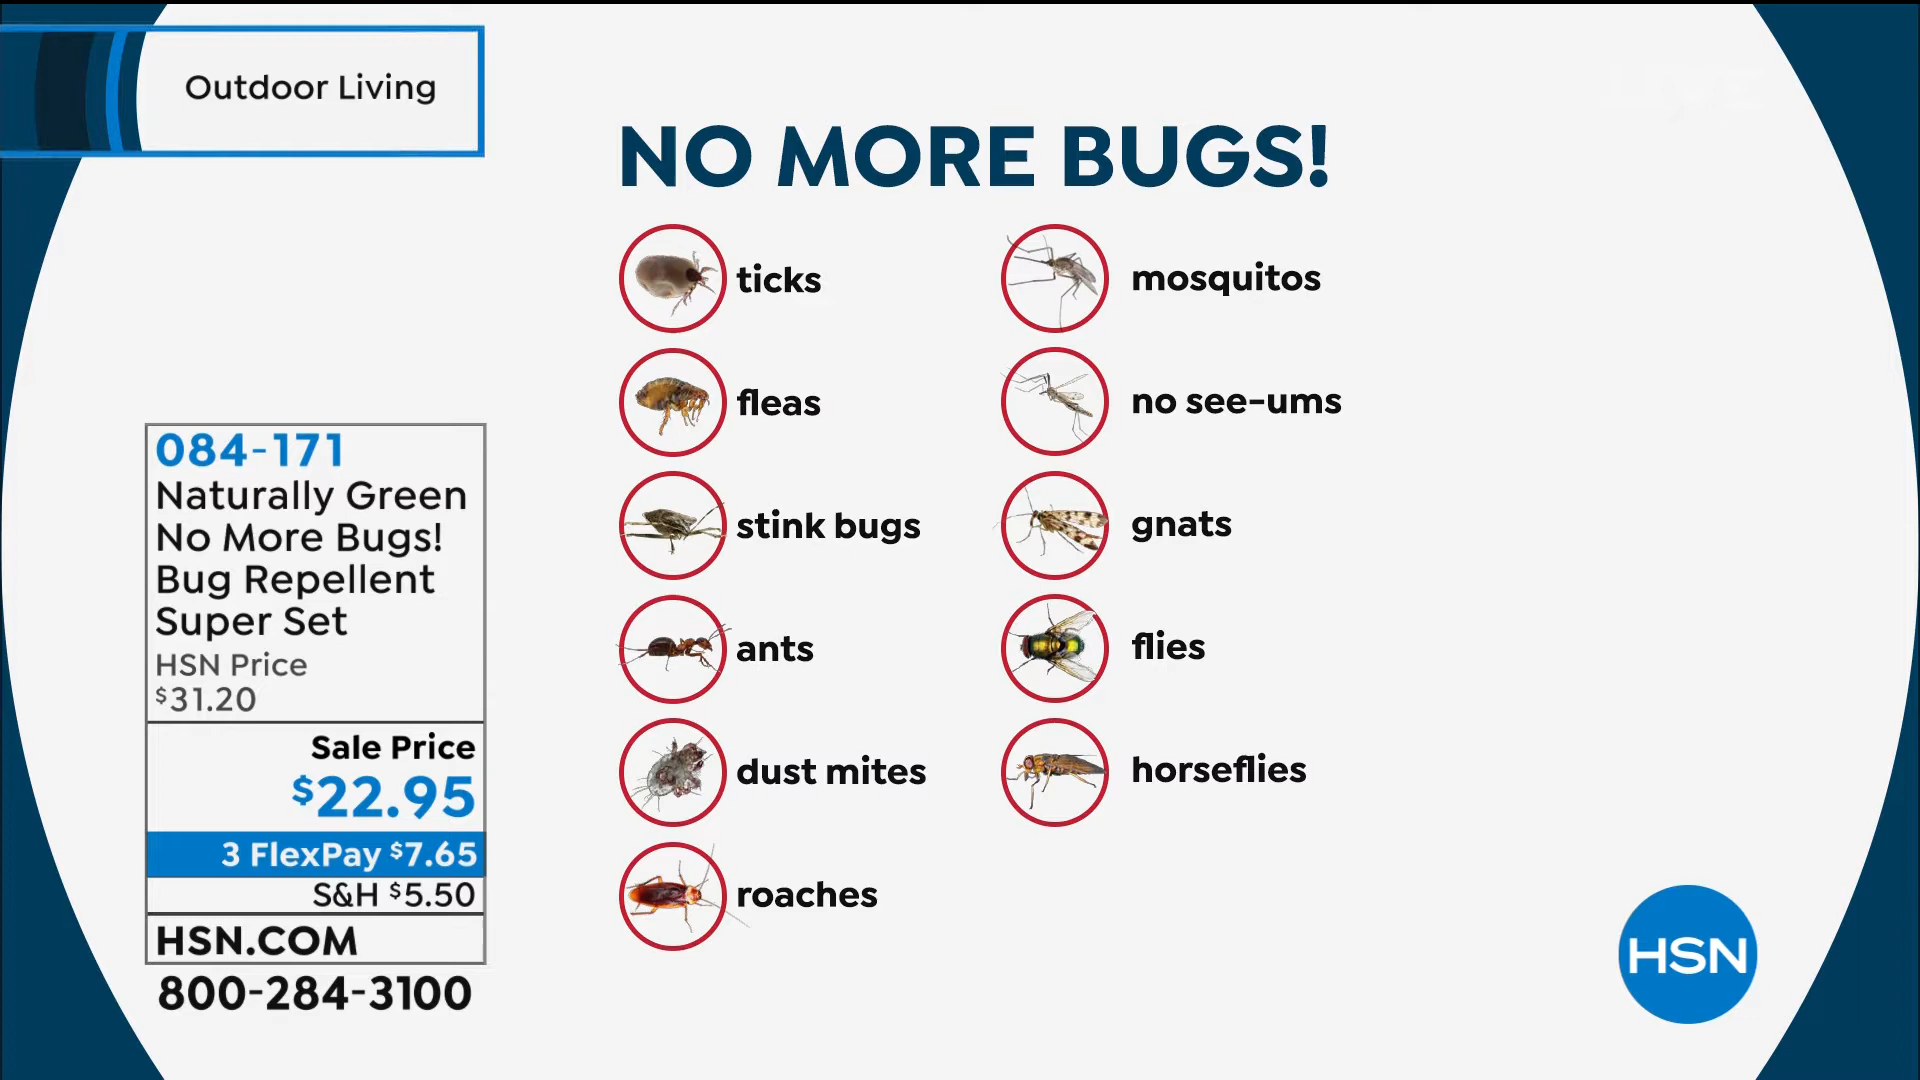 Outdoor Living
NO MORE BUGS!
ticks
fleas
stink bugs
ants
dust mites
roaches
mosquitos
no see-ums
gnats
flies
horseflies
084-171
Naturally Green
No More Bugs!
Bug Repellent
Super Set
HSN Price
$31.20
Sale Price
$22.95
3 FlexPay $7.65
S&H $5.50
HSN.COM
800-284-3100
HSN